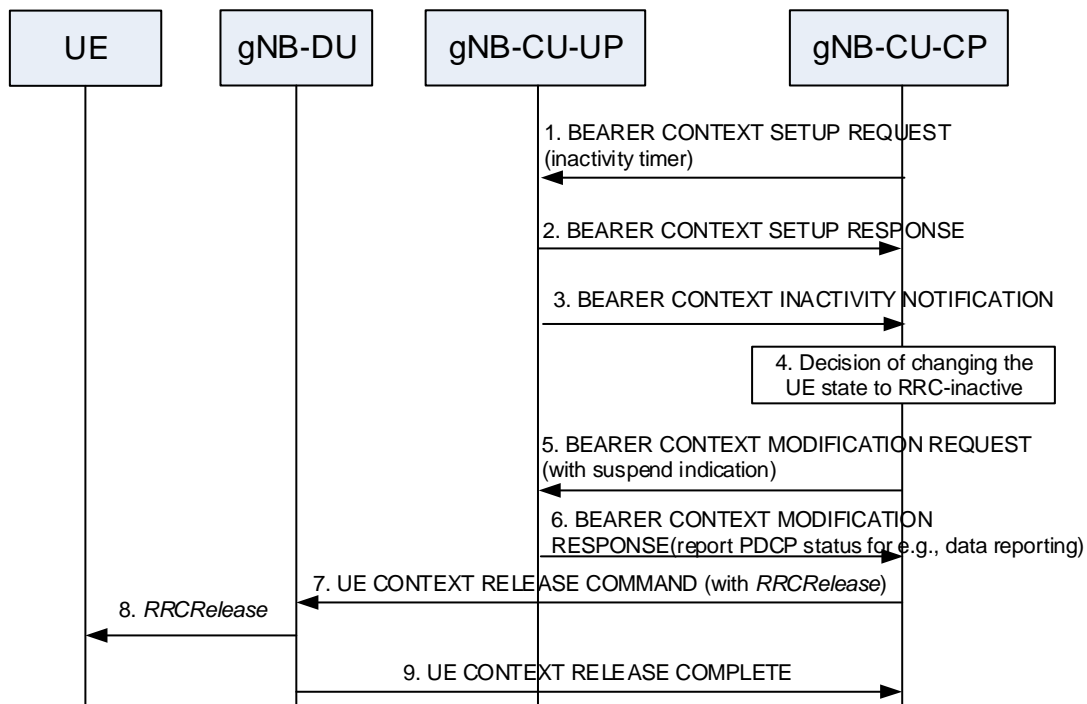 UE
gNB-DU
gNB-CU-UP
gNB-CU-CP
1. BEARER CONTEXT SETUP REQUEST
(inactivity timer)
2. BEARER CONTEXT SETUP RESPONSE
3. BEARER CONTEXT INACTIVITY NOTIFICATION
4. Decision of changing the
UE state to RRC-inactive
5. BEARER CONTEXT MODIFICATION REQUEST
(with suspend indication)
6. BEARER CONTEXT MODIFICATION
RESPONSE(report PDCP status for e.g., data reporting)
7. UE CONTEXT RELEASE COMMAND (with RRCRelease)
8. RRCRelease
9. UE CONTEXT RELEASE COMPLETE